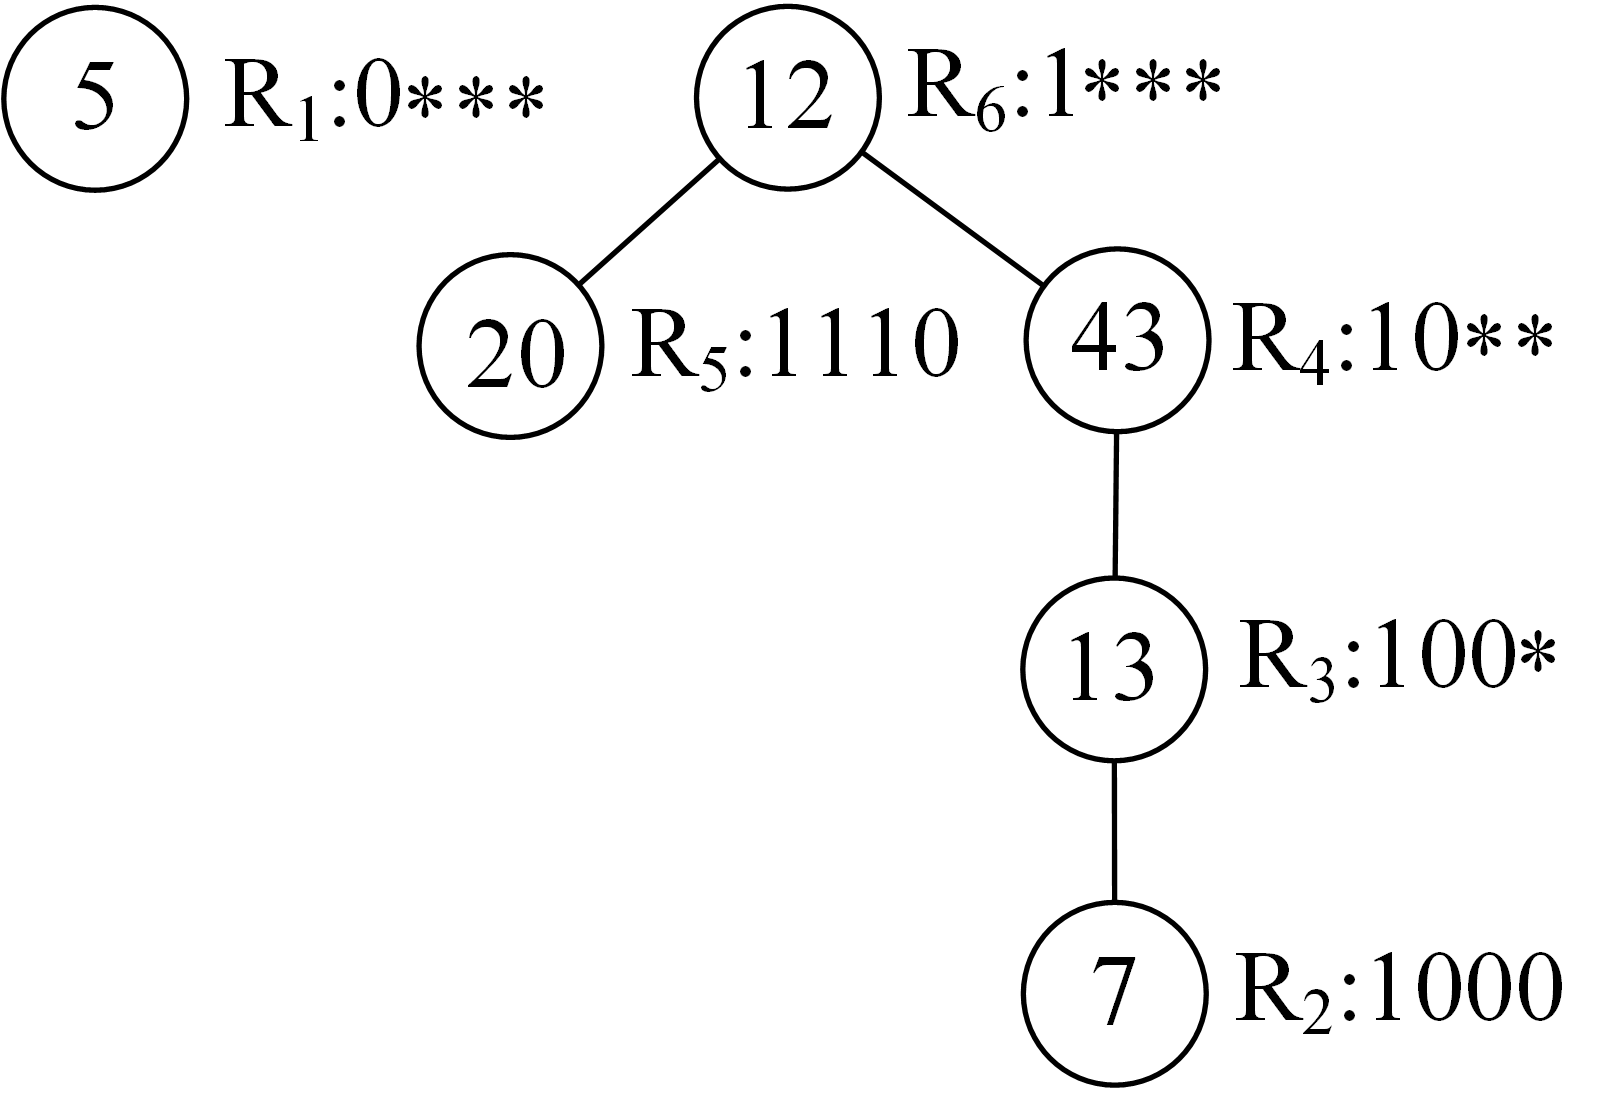 5 R₁:0*** 12 R₆:1***
20 R₅:1110 43 R₄:10**
13 R₃:100*
7 R₂:1000